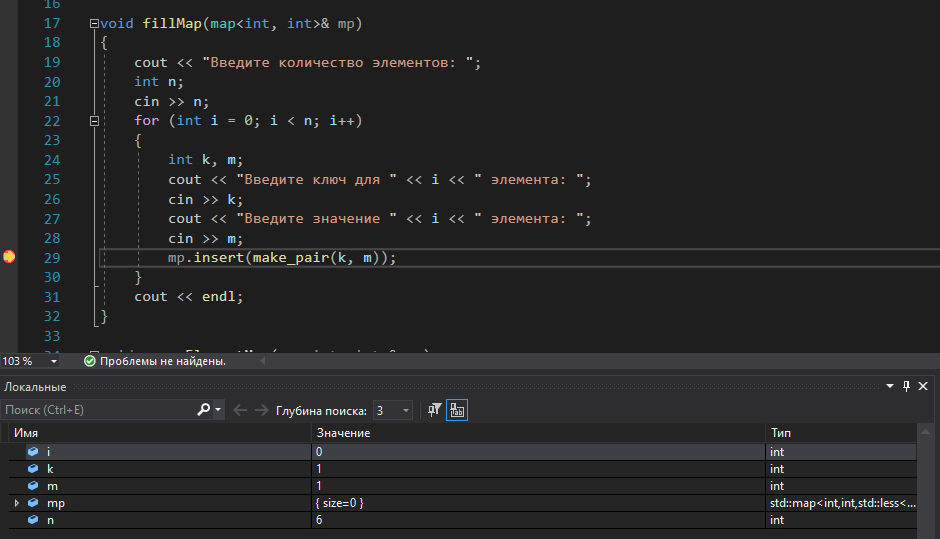 16
17 void fillMap(map<int, int>& mp)
18 {
19 cout << "Введите количество элементов: ";
20 int n;
21 cin >> n;
22 for (int i = 0; i < n; i++)
23 {
24 int k, m;
25 cout << "Введите ключ для " << i << " элемента: ";
26 cin >> k;
27 cout << "Введите значение " << i << " элемента: ";
28 cin >> m;
29 mp.insert(make_pair(k, m));
30 }
31 cout << endl;
32 }
33
103 % Проблемы не найдены.
Локальные
Поиск (Ctrl+E) Глубина поиска: 3
Имя Значение Тип
i 0 int
k 1 int
m 1 int
mp { size=0 } std::map<int,int,std::less<...
n 6 int